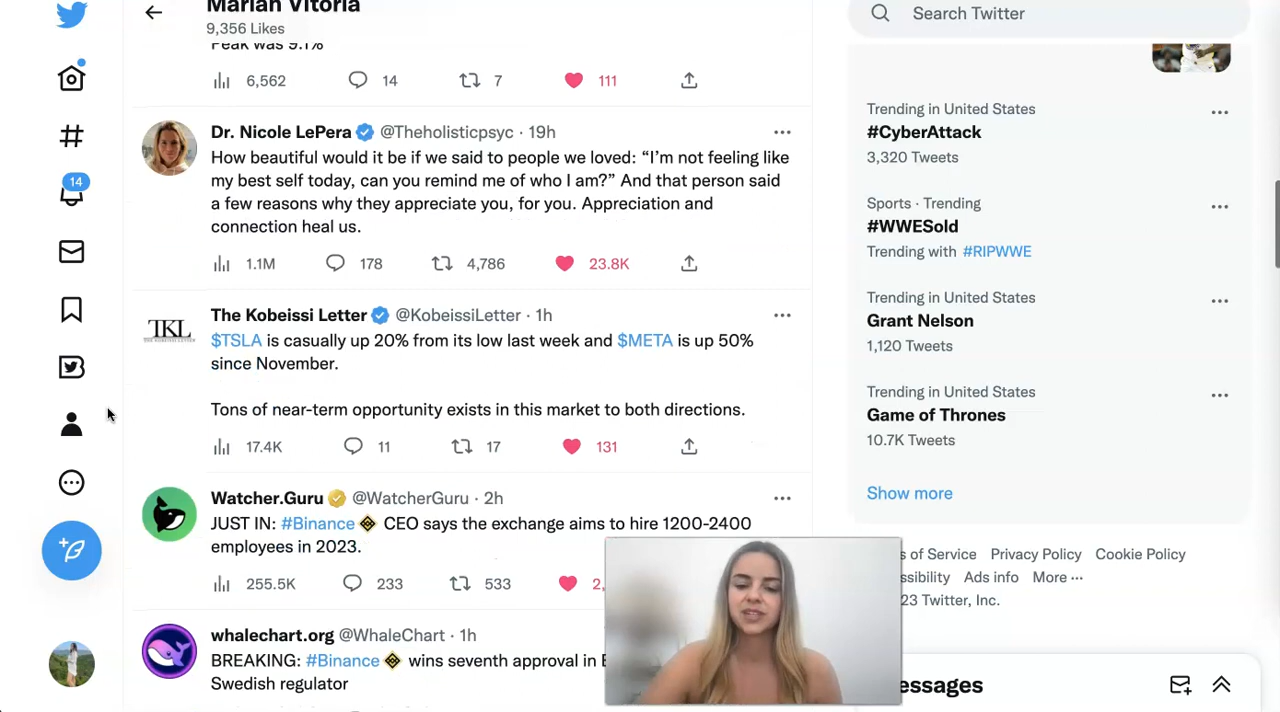 Marian Vitoria
9,356 Likes
Search Twitter
Peak was 9.1%
6,562 14 7 111
Dr. Nicole LePera @Theholisticpsyc · 19h
How beautiful would it be if we said to people we loved: “I’m not feeling like
my best self today, can you remind me of who I am?” And that person said
a few reasons why they appreciate you, for you. Appreciation and
connection heal us.
1.1M 178 4,786 23.8K
TKL
The Kobeissi Letter @KobeissiLetter · 1h
$TSLA is casually up 20% from its low last week and $META is up 50%
since November.
Tons of near-term opportunity exists in this market to both directions.
17.4K 11 17 131
Watcher.Guru @WatcherGuru · 2h
JUST IN: #Binance CEO says the exchange aims to hire 1200-2400
employees in 2023.
255.5K 233 533 2,
whalechart.org @WhaleChart · 1h
BREAKING: #Binance wins seventh approval in E
Swedish regulator
14
Trending in United States
#CyberAttack
3,320 Tweets
Sports · Trending
#WWESold
Trending with #RIPWWE
Trending in United States
Grant Nelson
1,120 Tweets
Trending in United States
Game of Thrones
10.7K Tweets
Show more
s of Service Privacy Policy Cookie Policy
ssibility Ads info More ···
23 Twitter, Inc.
essages